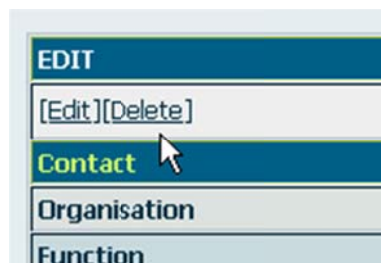 EDIT
[Edit][Delete]
Contact
Organisation
Function